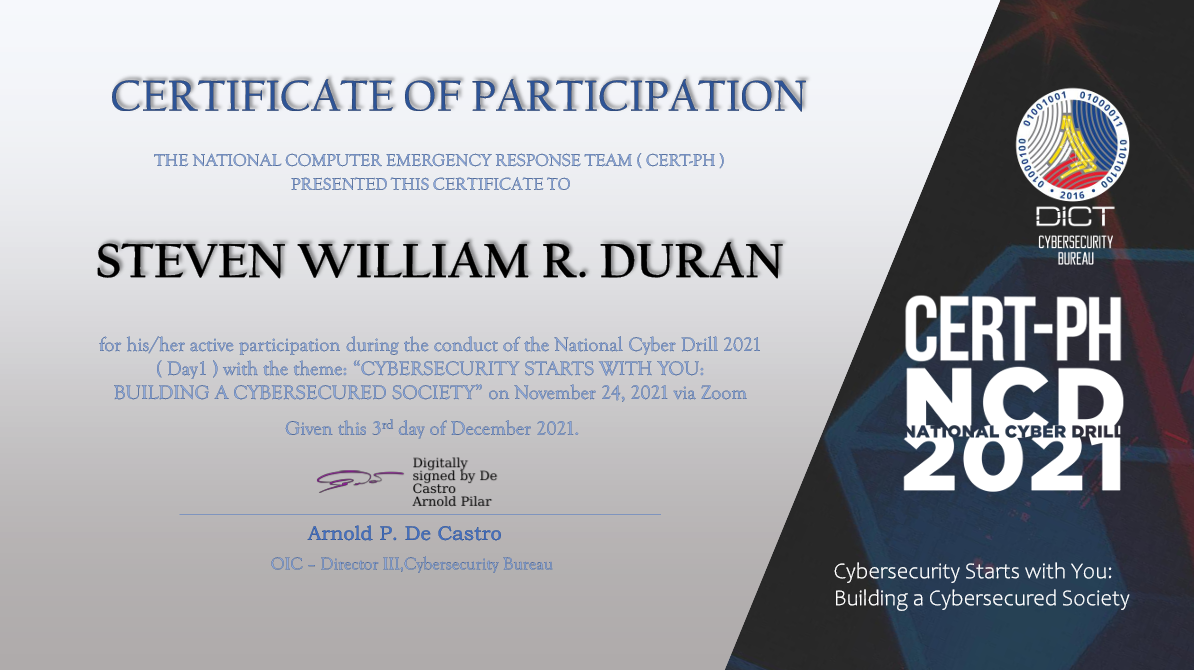 CERTIFICATE OF PARTICIPATION
THE NATIONAL COMPUTER EMERGENCY RESPONSE TEAM ( CERT-PH )
PRESENTED THIS CERTIFICATE TO
STEVEN WILLIAM R. DURAN
for his/her active participation during the conduct of the National Cyber Drill 2021
( Day1 ) with the theme: “CYBERSECURITY STARTS WITH YOU:
BUILDING A CYBERSECURED SOCIETY” on November 24, 2021 via Zoom
Given this 3rd day of December 2021.
Digitally
signed by De
Castro
Arnold Pilar
Arnold P. De Castro
OIC – Director III,Cybersecurity Bureau
01001001 01000011 01010100 • 2016 • 01000100
DICT
CYBERSECURITY
BUREAU
CERT-PH
NCD
NATIONAL CYBER DRILL
2021
Cybersecurity Starts with You:
Building a Cybersecured Society